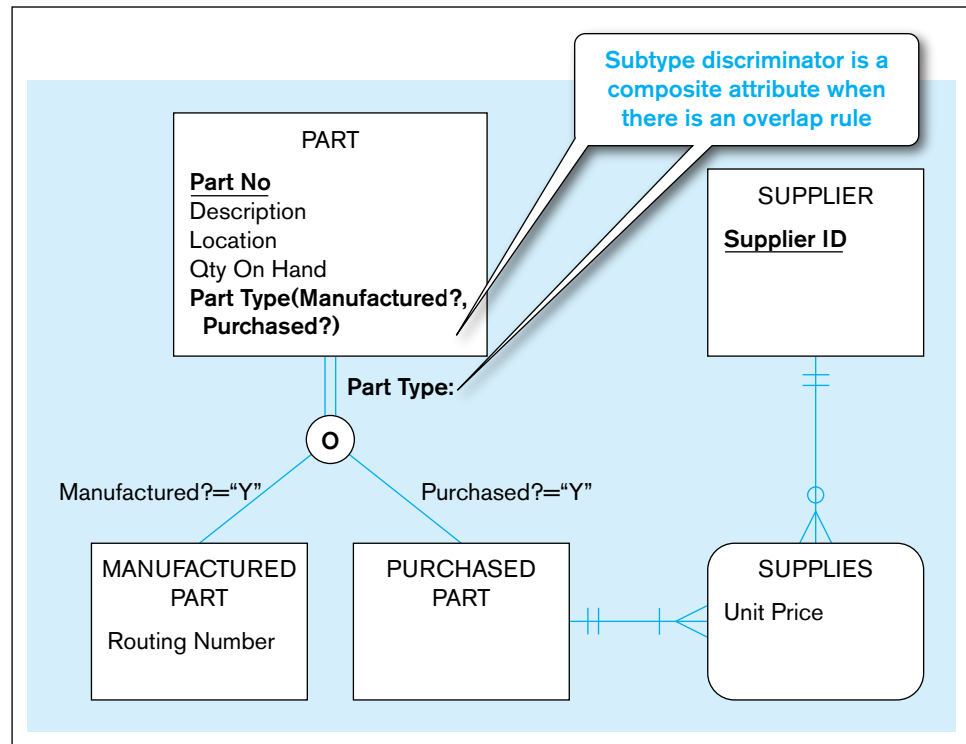 Subtype discriminator is a
composite attribute when
there is an overlap rule
PART
Part No
Description
Location
Qty On Hand
Part Type(Manufactured?,
Purchased?)
SUPPLIER
Supplier ID
Part Type:
O
Manufactured?=“Y”
Purchased?=“Y”
MANUFACTURED
PART
Routing Number
PURCHASED
PART
SUPPLIES
Unit Price